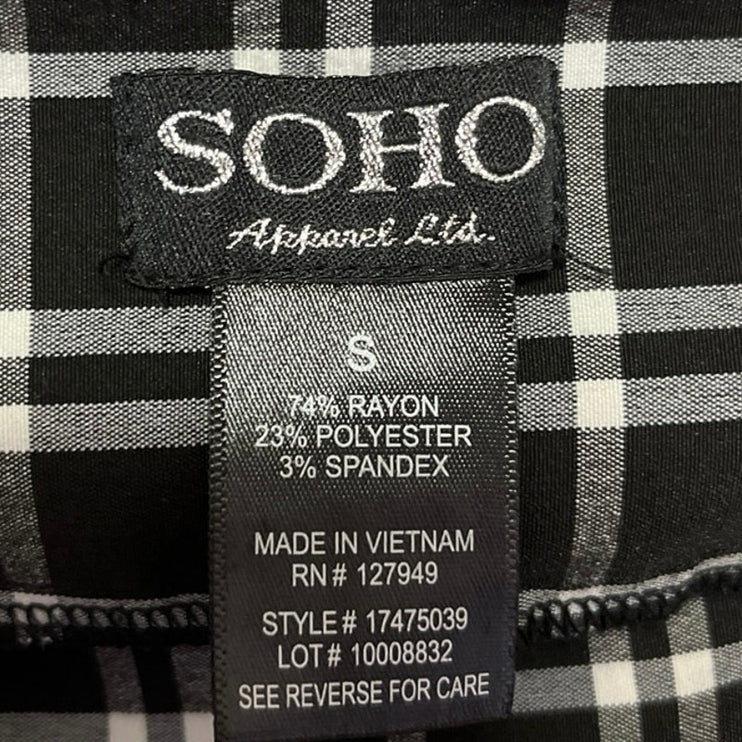 SOHO
Apparel Ltd.
S
74% RAYON
23% POLYESTER
3% SPANDEX
MADE IN VIETNAM
RN# 127949
STYLE# 17475039
LOT# 10008832
SEE REVERSE FOR CARE